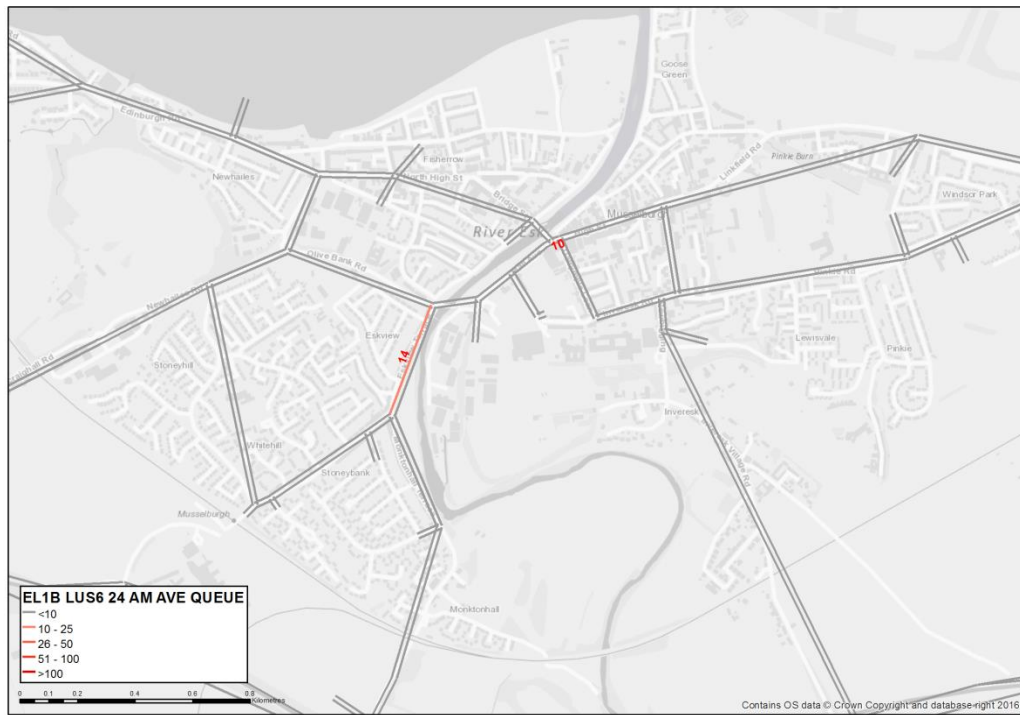 Goose
Green
Edinburgh Rd
Fisherrow
Linkfield Rd
Pinkie Burn
Newhailes
North High St
Windsor Park
Bridge St
Musselburgh
River Esk
10
Olive Bank Rd
Newhailes Rd
Eskview
14
Lewisvale
Pinkie
Stoneyhill
Craighall Rd
Inveresk
Whitehill
Stoneybank
Musselburgh
Monktonhall
EL1B LUS6 24 AM AVE QUEUE
<10
10 - 25
26 - 50
51 - 100
>100
0 0.1 0.2 0.4 0.6 0.8
Kilometres
Contains OS data © Crown Copyright and database-right 2016